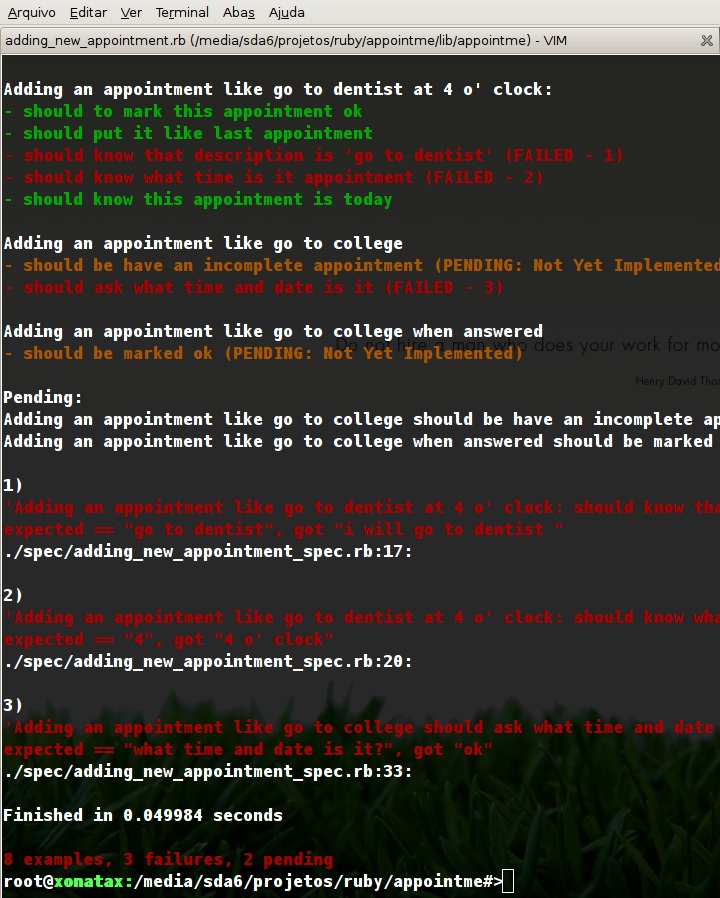 Arquivo Editar Ver Terminal Abas Ajuda
adding_new_appointment.rb (/media/sda6/projetos/ruby/appointme/lib/appointme) - VIM
Adding an appointment like go to dentist at 4 o' clock:
- should to mark this appointment ok
- should put it like last appointment
- should know that description is 'go to dentist' (FAILED - 1)
- should know what time is it appointment (FAILED - 2)
- should know this appointment is today
Adding an appointment like go to college
- should be have an incomplete appointment (PENDING: Not Yet Implemented
- should ask what time and date is it (FAILED - 3)
Adding an appointment like go to college when answered
Do not hire a man who does your work for mo
- should be marked ok (PENDING: Not Yet Implemented)
Henry David Thor
Pending:
Adding an appointment like go to college should be have an incomplete ap
Adding an appointment like go to college when answered should be marked
1)
'Adding an appointment like go to dentist at 4 o' clock: should know tha
expected == "go to dentist", got "i will go to dentist "
./spec/adding_new_appointment_spec.rb:17:
2)
'Adding an appointment like go to dentist at 4 o' clock: should know wha
expected == "4", got "4 o' clock"
./spec/adding_new_appointment_spec.rb:20:
3)
'Adding an appointment like go to college should ask what time and date
expected == "what time and date is it?", got "ok"
./spec/adding_new_appointment_spec.rb:33:
Finished in 0.049984 seconds
8 examples, 3 failures, 2 pending
root@xonatax:/media/sda6/projetos/ruby/appointme#>